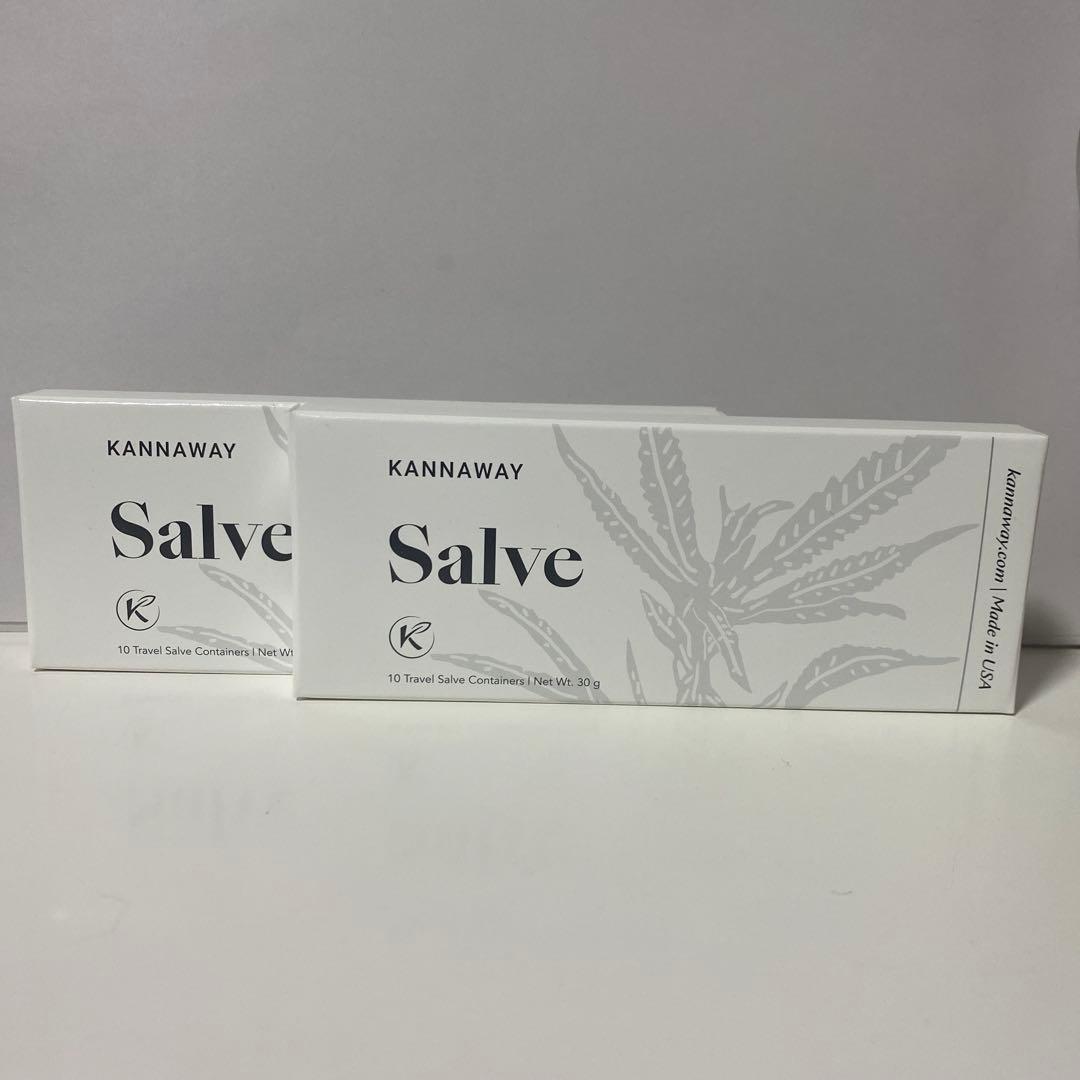 KANNAWAY
Salve
K
10 Travel Salve Containers | Net Wt
KANNAWAY
Salve
K
10 Travel Salve Containers | Net Wt. 30 g
kannaway.com | Made in USA